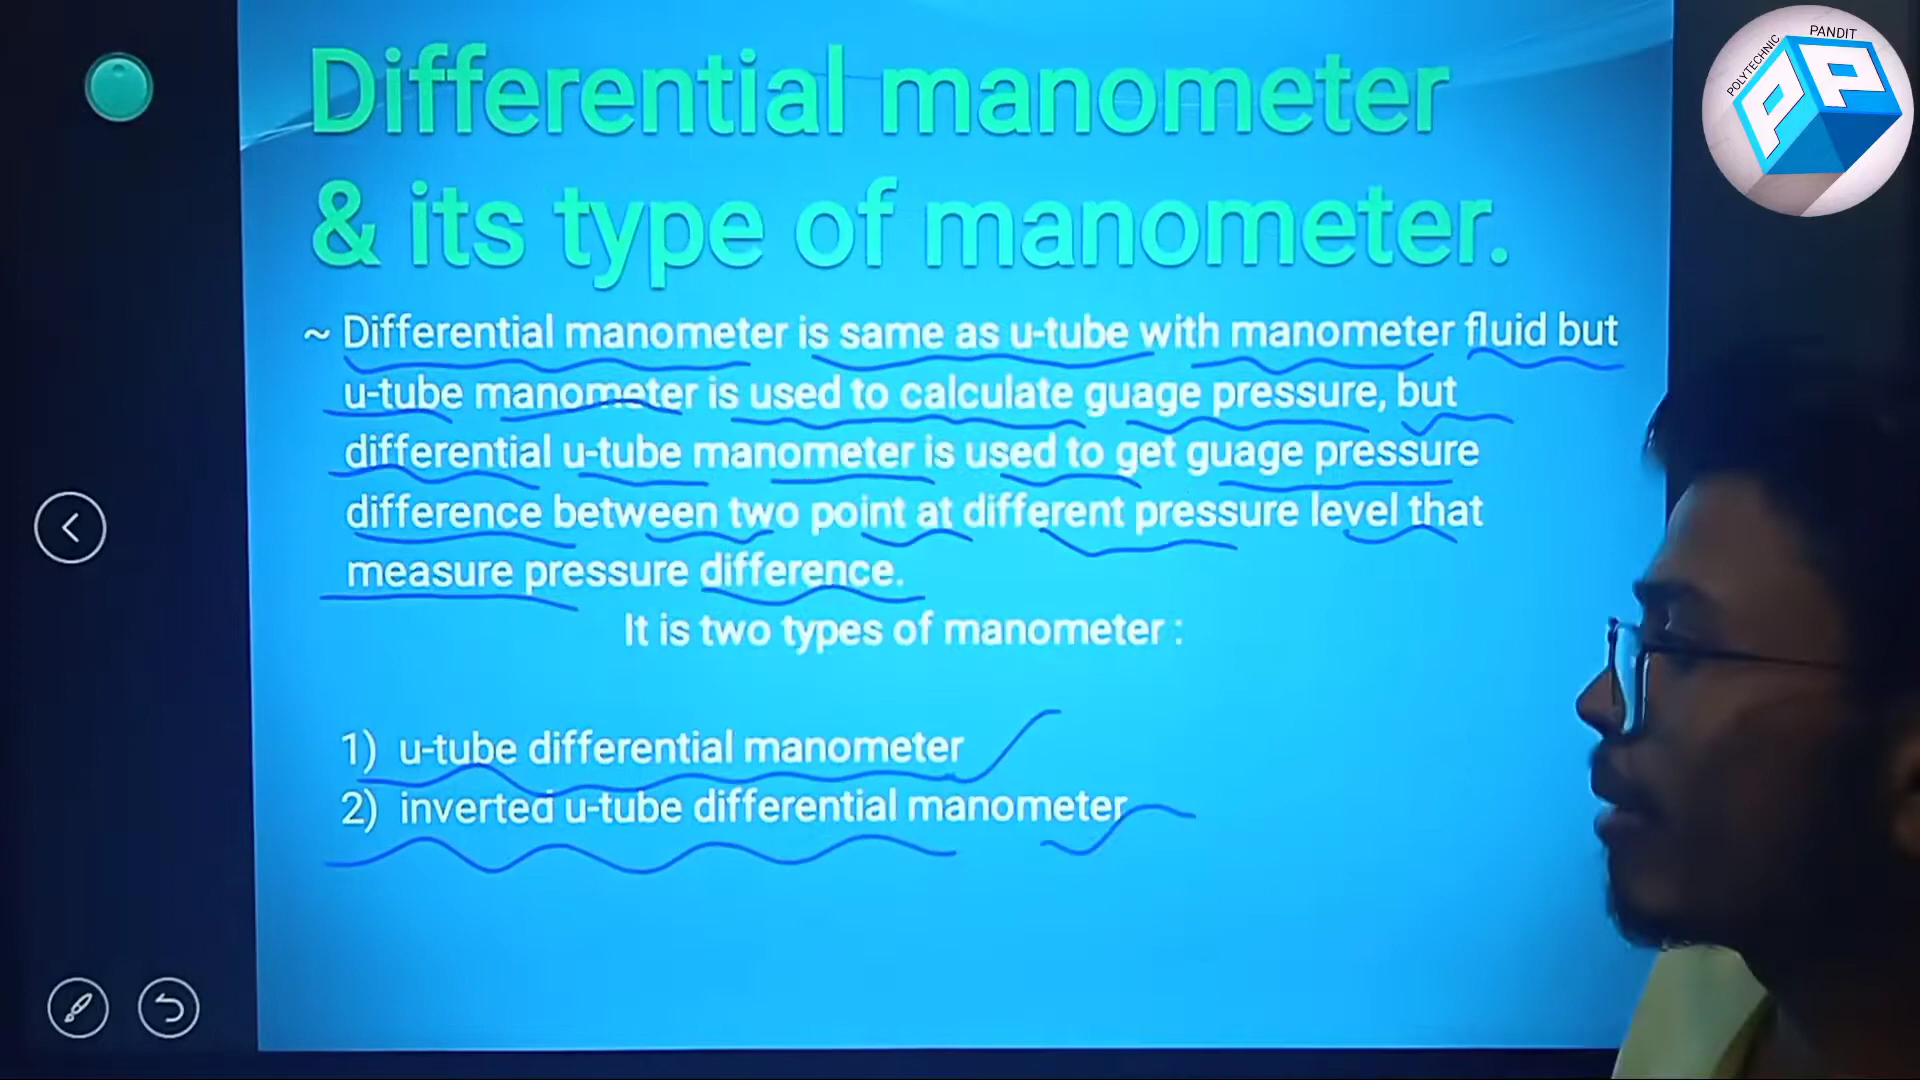 POLYTECHNIC PANDIT
PP
Differential manometer
& its type of manometer.
~ Differential manometer is same as u-tube with manometer fluid but
u-tube manometer is used to calculate guage pressure, but
differential u-tube manometer is used to get guage pressure
difference between two point at different pressure level that
measure pressure difference.
It is two types of manometer :
1) u-tube differential manometer
2) inverted u-tube differential manometer